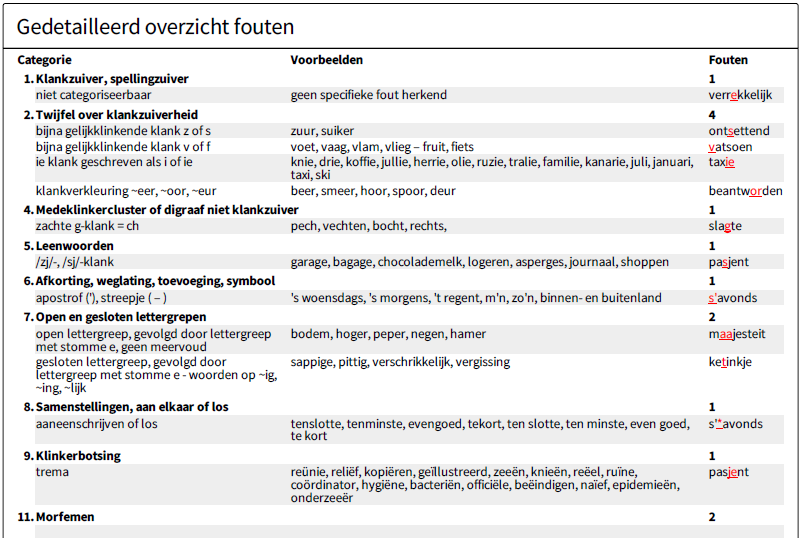 Gedetailleerd overzicht fouten
Categorie Voorbeelden Fouten
1. Klankzuiver, spellingzuiver 1
niet categoriseerbaar geen specifieke fout herkend verrekkelijk
2. Twijfel over klankzuiverheid 4
bijna gelijkklinkende klank z of s zuur, suiker ontsettend
bijna gelijkklinkende klank v of f voet, vaag, vlam, vlieg – fruit, fiets vatsoen
ie klank geschreven als i of ie knie, drie, koffie, jullie, herrie, olie, ruzie, tralie, familie, kanarie, juli, januari, taxie
taxi, ski
klankverkleuring ~eer, ~oor, ~eur beer, smeer, hoor, spoor, deur beantworden
4. Medeklinkercluster of digraaf niet klankzuiver 1
zachte g-klank = ch pech, vechten, bocht, rechts, slagte
5. Leenwoorden 1
/zj/-, /sj/-klank garage, bagage, chocolademelk, logeren, asperges, journaal, shoppen pasjent
6. Afkorting, weglating, toevoeging, symbool 1
apostrof ('), streepje ( – ) 's woensdags, 's morgens, 't regent, m'n, zo'n, binnen- en buitenland s'avonds
7. Open en gesloten lettergrepen 2
open lettergreep, gevolgd door lettergreep bodem, hoger, peper, negen, hamer maajesteit
met stomme e, geen meervoud
gesloten lettergreep, gevolgd door sappige, pittig, verschrikkelijk, vergissing ketinkje
lettergreep met stomme e - woorden op ~ig,
~ing, ~lijk
8. Samenstellingen, aan elkaar of los 1
aaneenschrijven of los tenslotte, tenminste, evengoed, tekort, ten slotte, ten minste, even goed, s'*avonds
te kort
9. Klinkerbotsing 1
trema reünie, reliëf, kopiëren, geïllustreerd, zeeën, knieën, reëel, ruïne, pasjent
coördinator, hygiëne, bacteriën, officiële, beëindigen, naïef, epidemieën,
onderzeeër
11. Morfemen 2